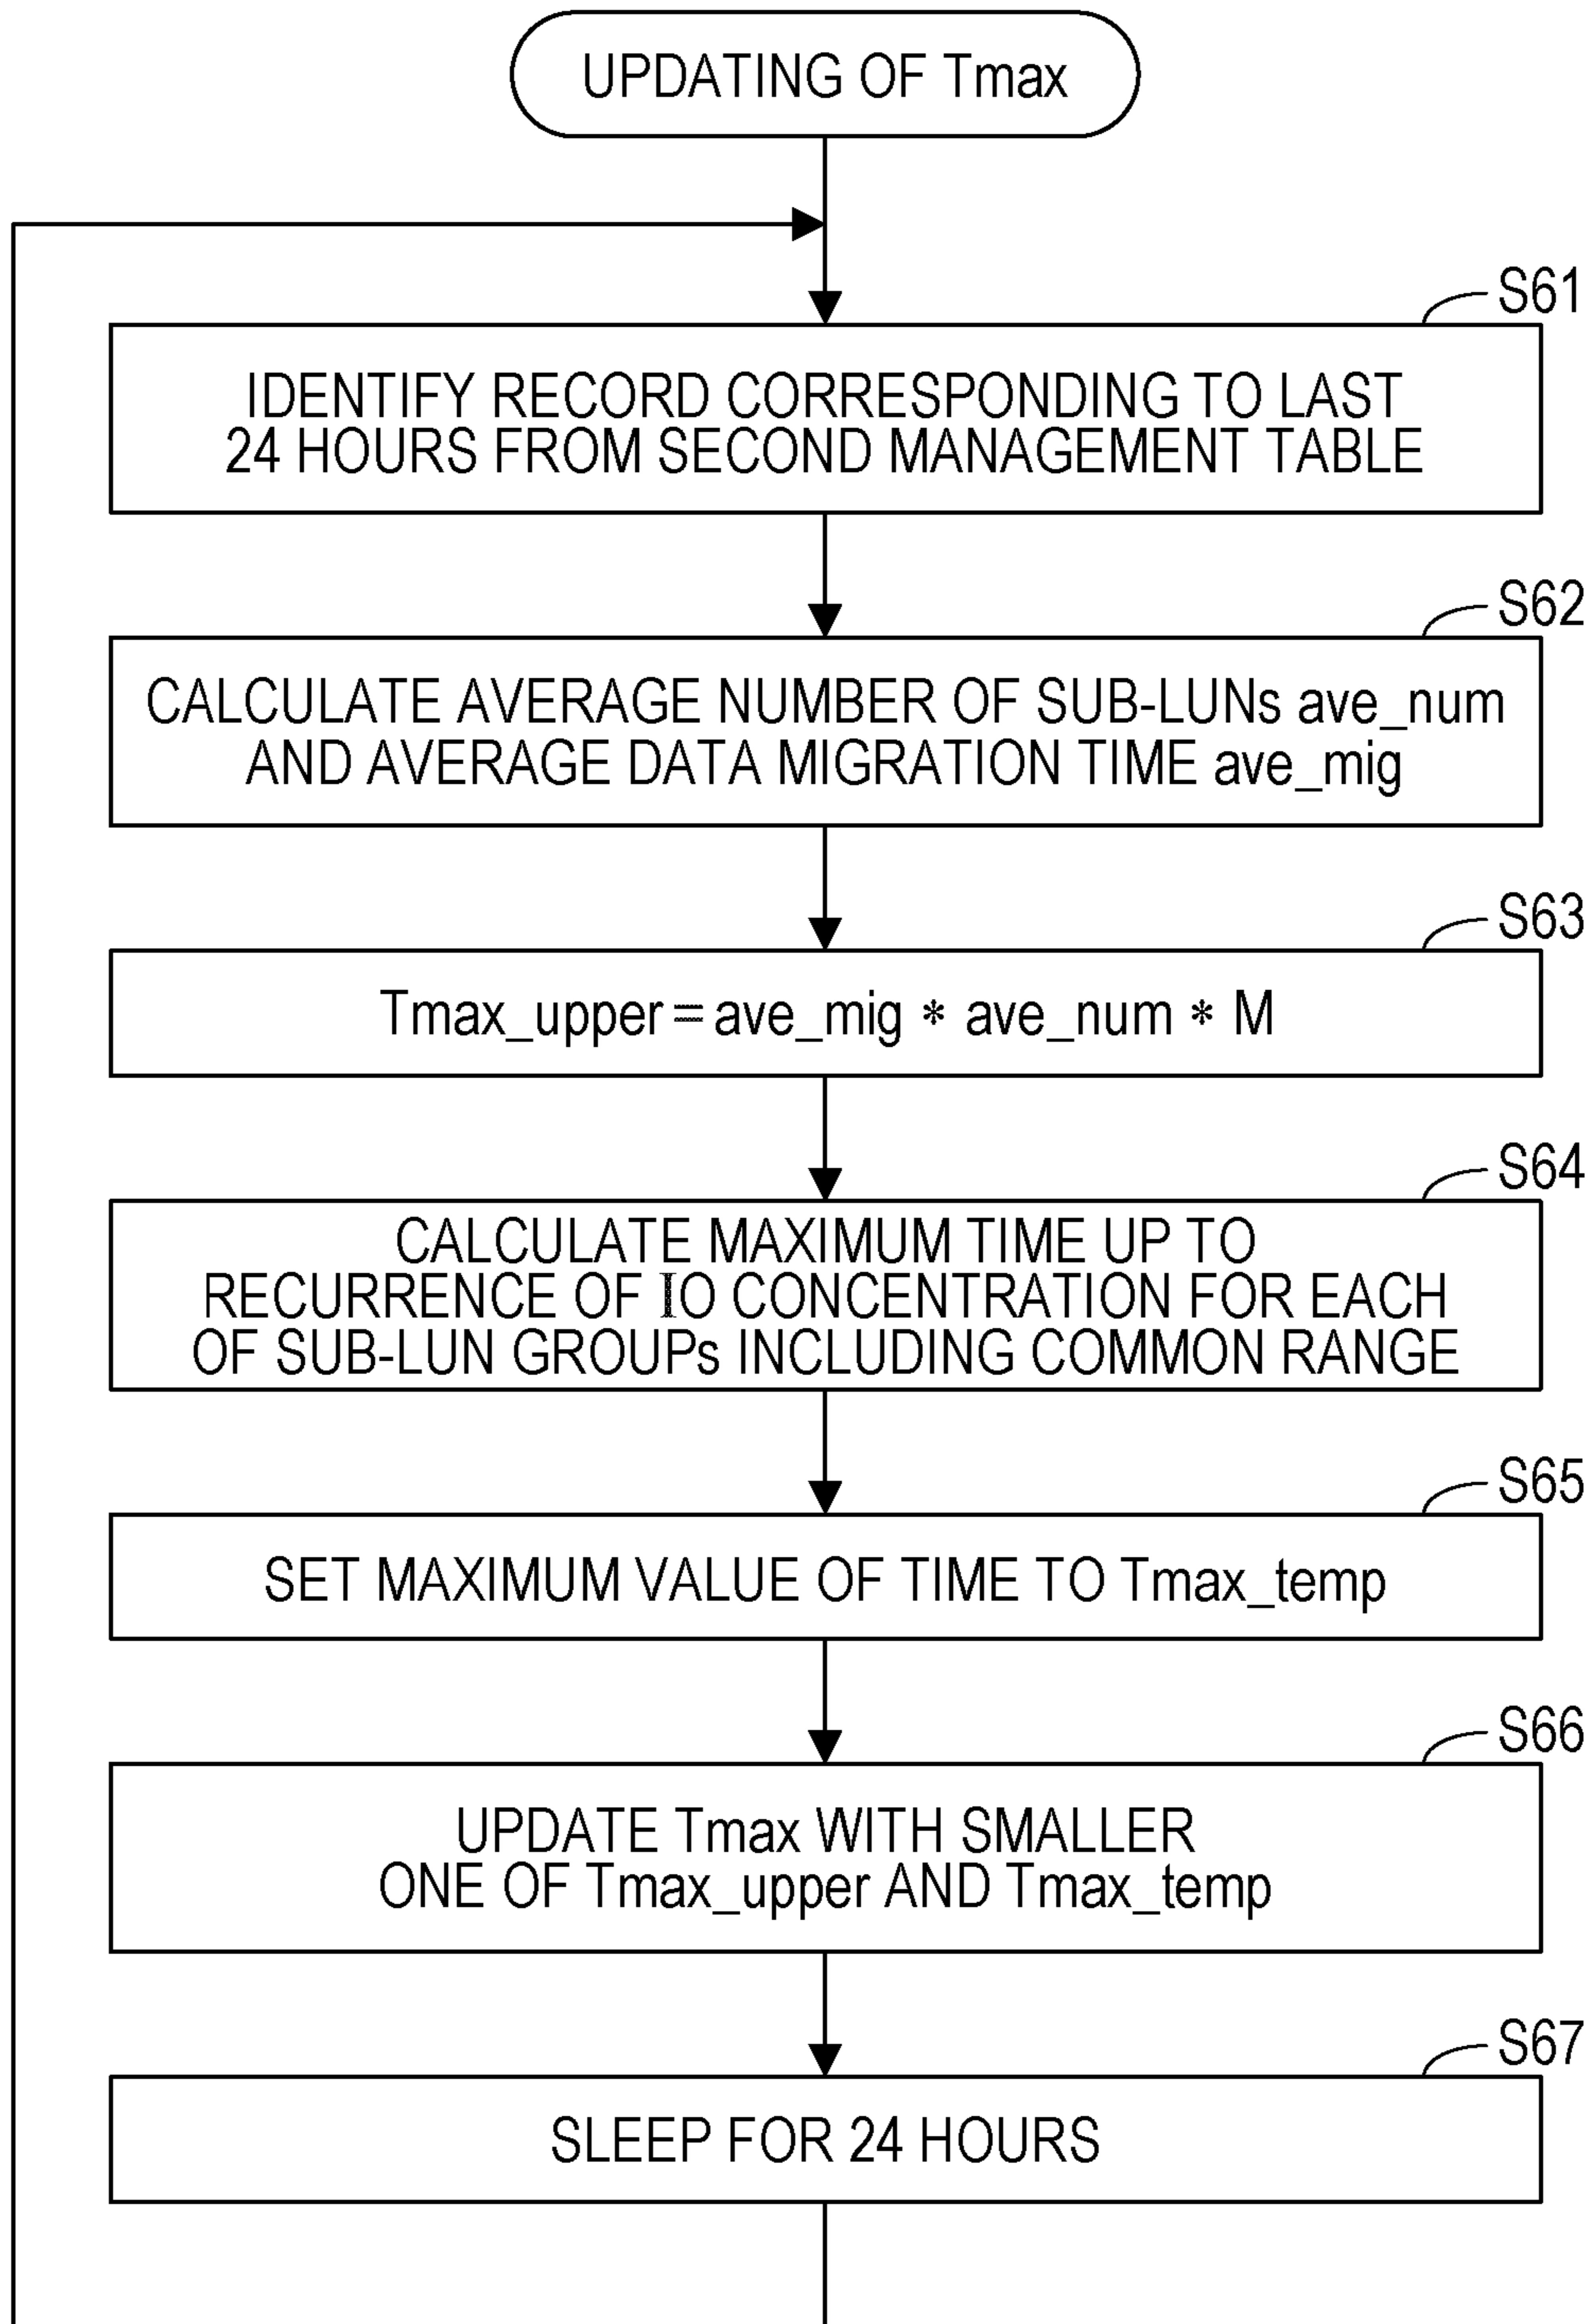 UPDATING OF Tmax
S61
IDENTIFY RECORD CORRESPONDING TO LAST
24 HOURS FROM SECOND MANAGEMENT TABLE
S62
CALCULATE AVERAGE NUMBER OF SUB-LUNs ave_num
AND AVERAGE DATA MIGRATION TIME ave_mig
S63
Tmax_upper = ave_mig * ave_num * M
S64
CALCULATE MAXIMUM TIME UP TO
RECURRENCE OF IO CONCENTRATION FOR EACH
OF SUB-LUN GROUPs INCLUDING COMMON RANGE
S65
SET MAXIMUM VALUE OF TIME TO Tmax_temp
S66
UPDATE Tmax WITH SMALLER
ONE OF Tmax_upper AND Tmax_temp
S67
SLEEP FOR 24 HOURS